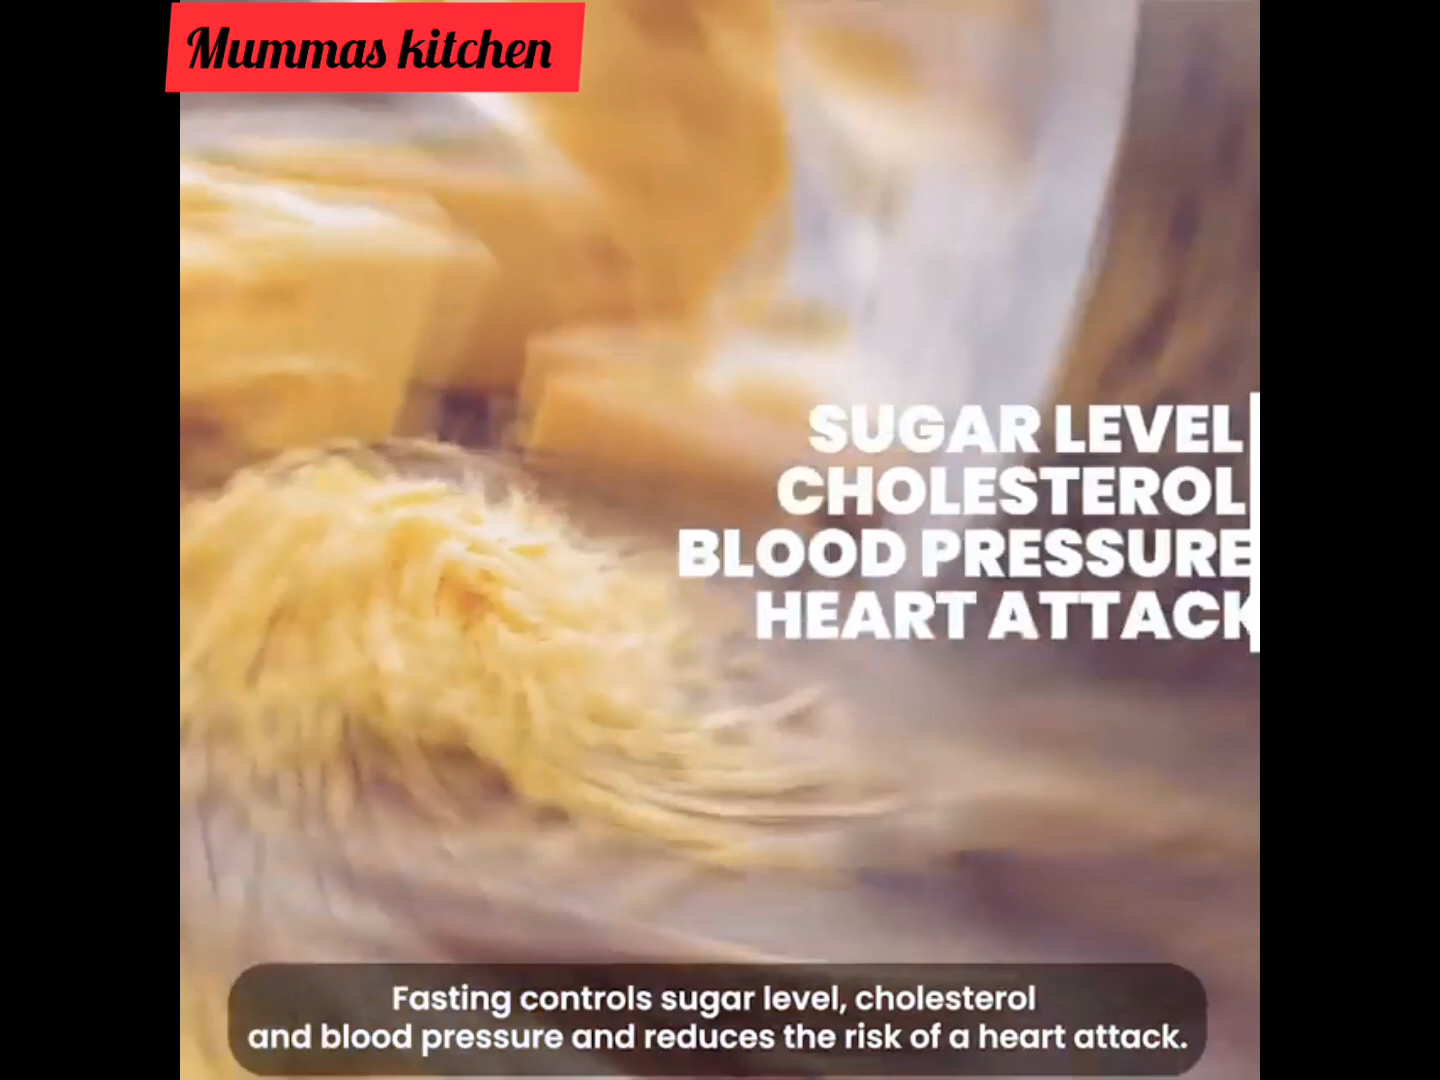 Mummas kitchen
SUGAR LEVEL
CHOLESTEROL
BLOOD PRESSURE
HEART ATTACK
Fasting controls sugar level, cholesterol
and blood pressure and reduces the risk of a heart attack.